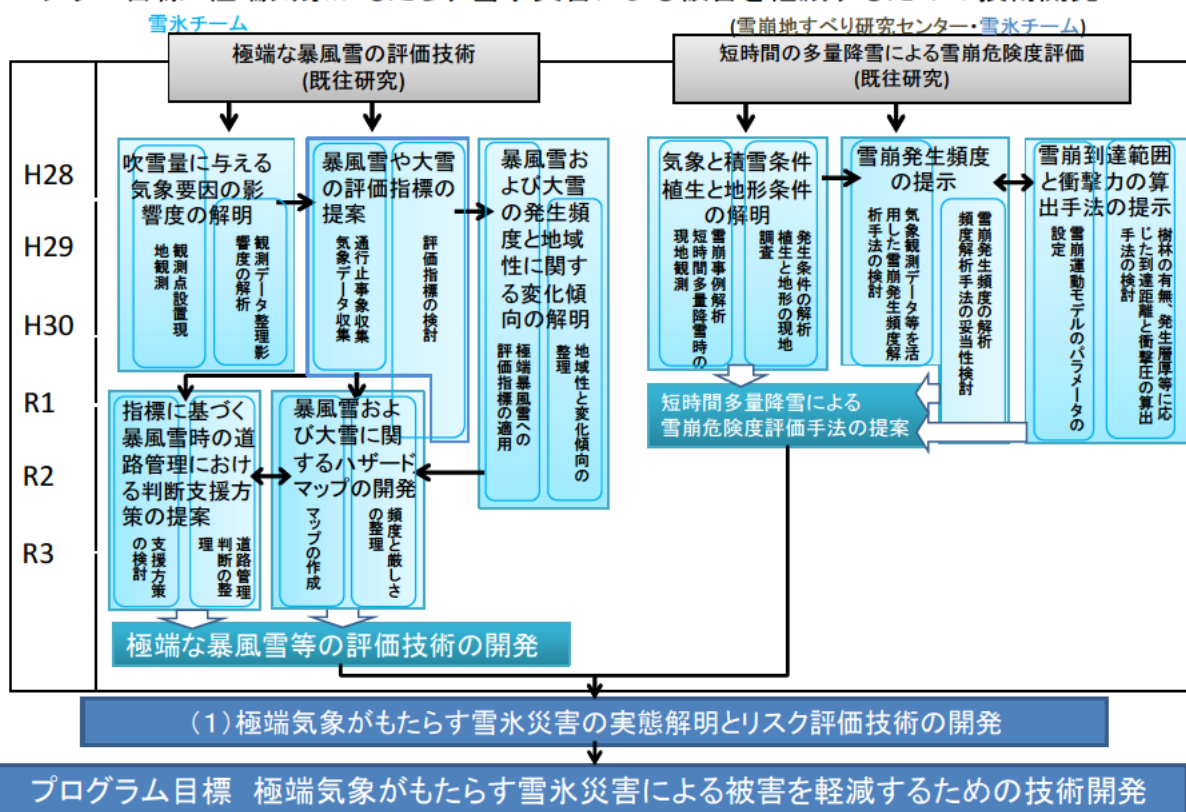 雪氷チーム
(雪崩地すべり研究センター・雪氷チーム)
極端な暴風雪の評価技術
(既往研究)
短時間の多量降雪による雪崩危険度評価
(既往研究)
H28
H29
H30
R1
R2
R3
吹雪量に与える
気象要因の影
響度の解明
観測点設置現
地観測
観測データ整理影
響度の解析
暴風雪や大雪
の評価指標の
提案
通行止事象収集
気象データ収集
評価指標の検討
暴風雪お
よび大雪
の発生頻
度と地域
性に関す
る変化傾
向の解明
極端暴風雪への
評価指標の適用
地域性と変化傾向の
整理
気象と積雪条件
植生と地形条件
の解明
雪崩事例解析
短時間多量降雪時の
現地観測
発生条件の解析
植生と地形の現地
調査
雪崩発生頻度
の提示
気象観測データ等を活
用した雪崩発生頻度解
析手法の検討
雪崩発生頻度の解析
頻度解析手法の妥当性検討
雪崩到達範囲
と衝撃力の算
出手法の提示
雪崩運動モデルのパラメータの
設定
樹林の有無、発生層厚等に応
じた到達距離と衝撃圧の算出
手法の検討
指標に基づく
暴風雪時の道
路管理におけ
る判断支援方
策の提案
支援方策
の検討
道路管理
判断の整
理
暴風雪およ
び大雪に関
するハザード
マップの開発
マップの作成
頻度と厳しさ
の整理
短時間多量降雪による
雪崩危険度評価手法の提案
極端な暴風雪等の評価技術の開発
(1)極端気象がもたらす雪氷災害の実態解明とリスク評価技術の開発
プログラム目標 極端気象がもたらす雪氷災害による被害を軽減するための技術開発